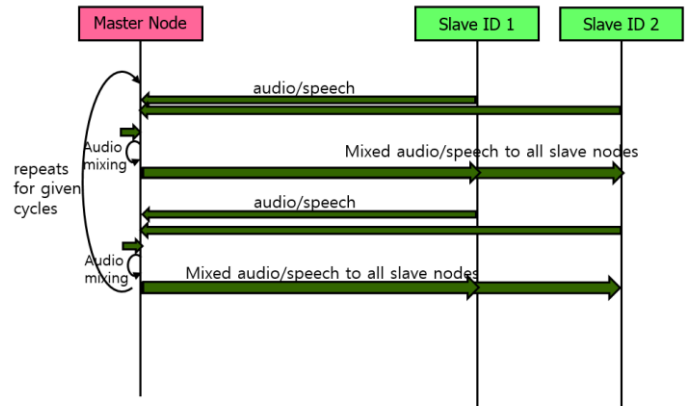 Master Node
Slave ID 1
Slave ID 2
audio/speech
Audio
mixing
Mixed audio/speech to all slave nodes
repeats
for given
cycles
audio/speech
Audio
mixing
Mixed audio/speech to all slave nodes